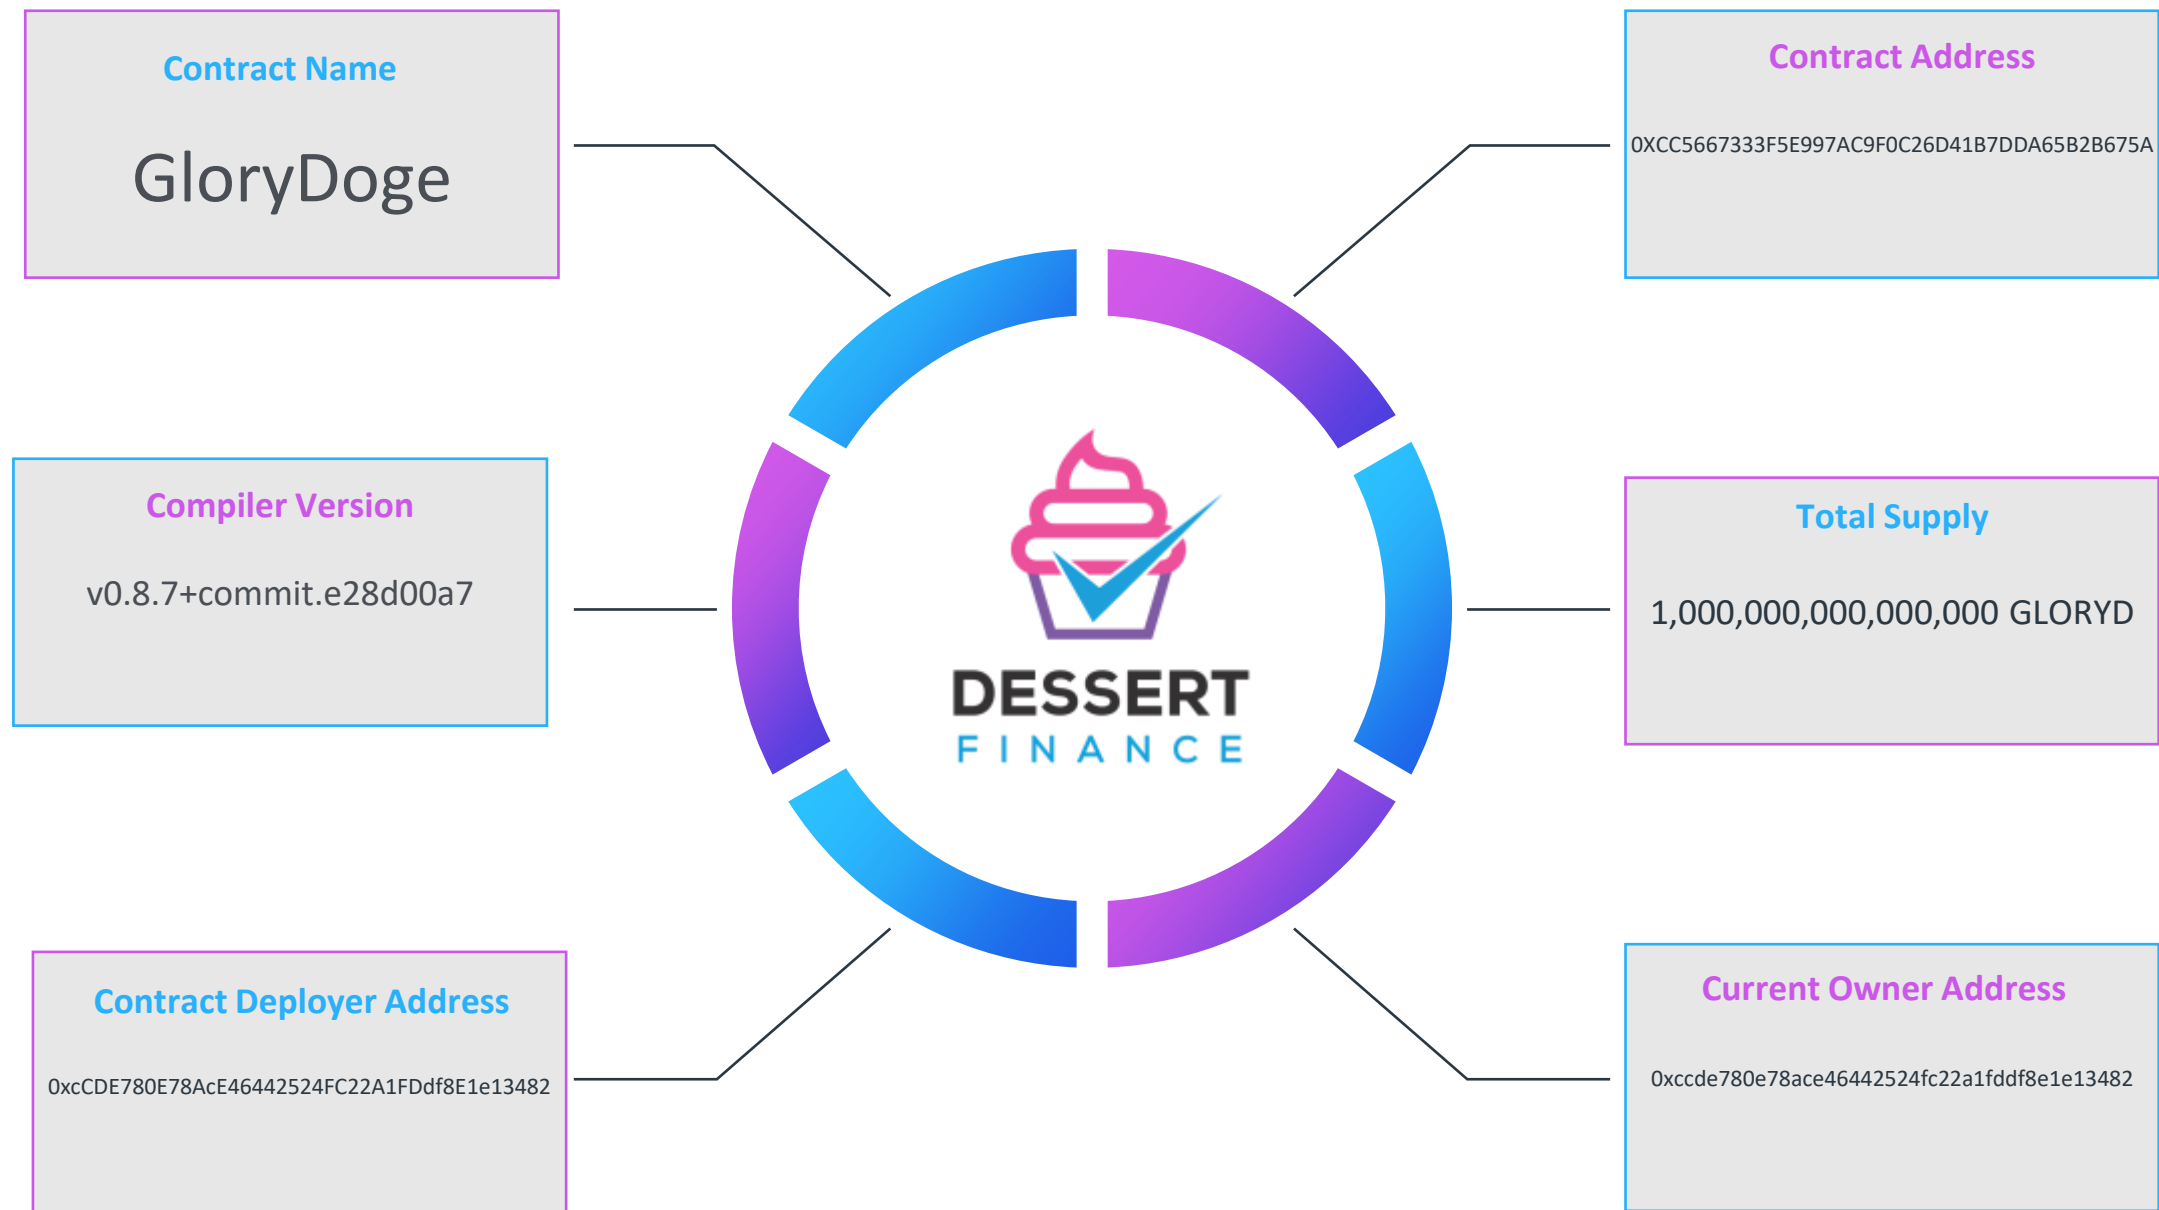 Contract Name
GloryDoge
Contract Address
0XCC5667333F5E997AC9F0C26D41B7DDA65B2B675A
Compiler Version
v0.8.7+commit.e28d00a7
DESSERT
FINANCE
Total Supply
1,000,000,000,000,000 GLORYD
Contract Deployer Address
0xcCDE780E78AcE46442524FC22A1FDdf8E1e13482
Current Owner Address
0xccde780e78ace46442524fc22a1fddf8e1e13482